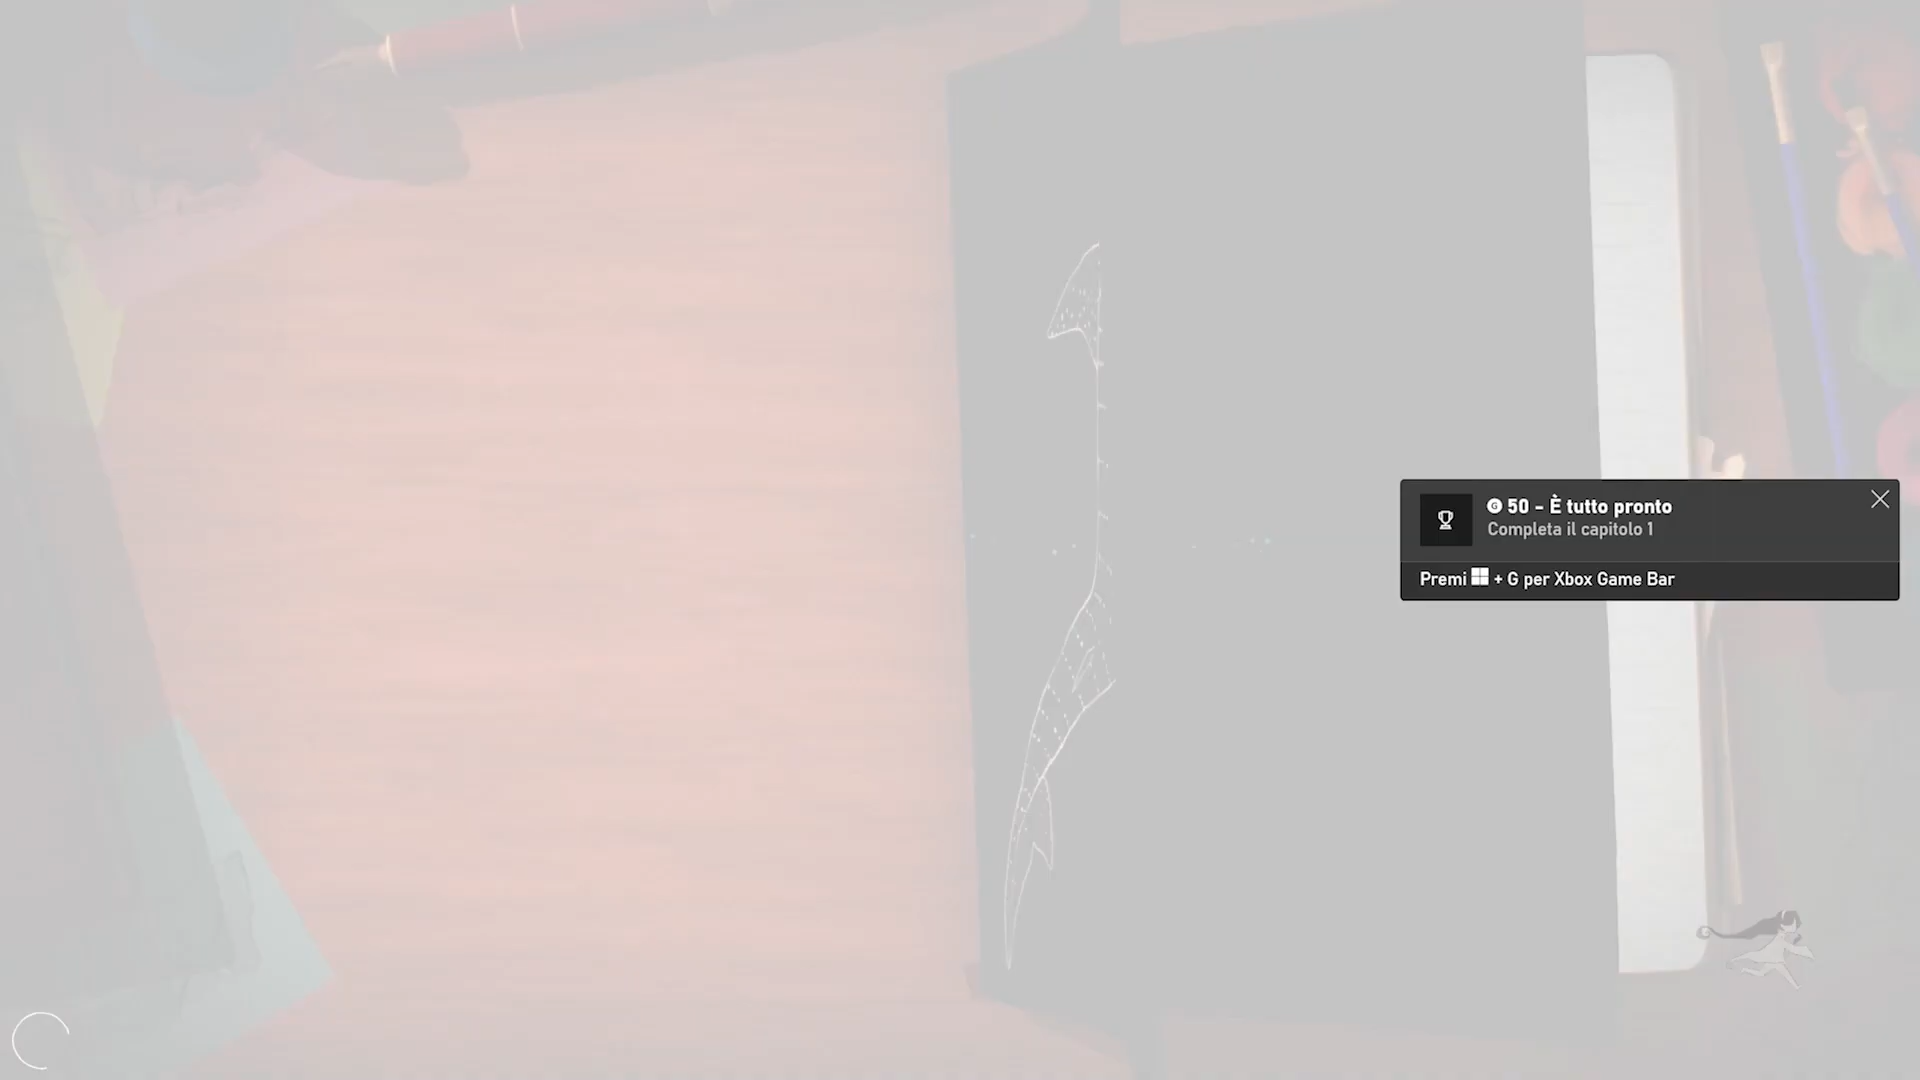 G 50 - È tutto pronto
Completa il capitolo 1
Premi + G per Xbox Game Bar